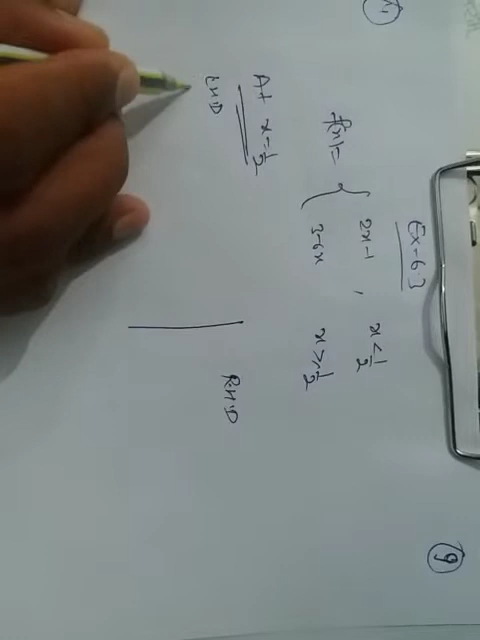 Ex-6.3
f(x) = { 2x-1 , x < 1/2
3-6x x > 1/2
At x = 1/2
LHD RHD
9